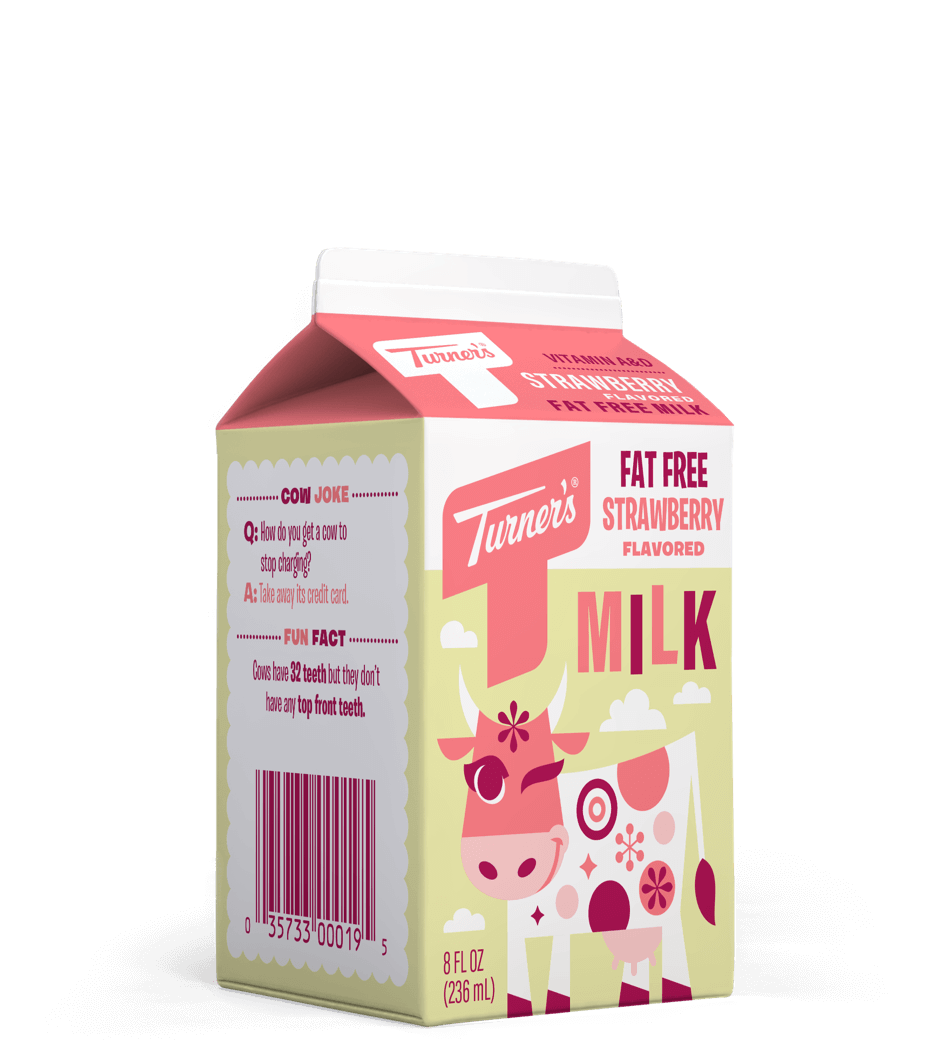 Turner's®
VITAMIN A&D
STRAWBERRY
FLAVORED
FAT FREE MILK
COW JOKE
Q: How do you get a cow to
stop charging?
A: Take away its credit card.
FUN FACT
Cows have 32 teeth but they don't
have any top front teeth.
0 35733 00019 5
Turner's®
FAT FREE
STRAWBERRY
FLAVORED
MILK
8 FL OZ
(236 mL)